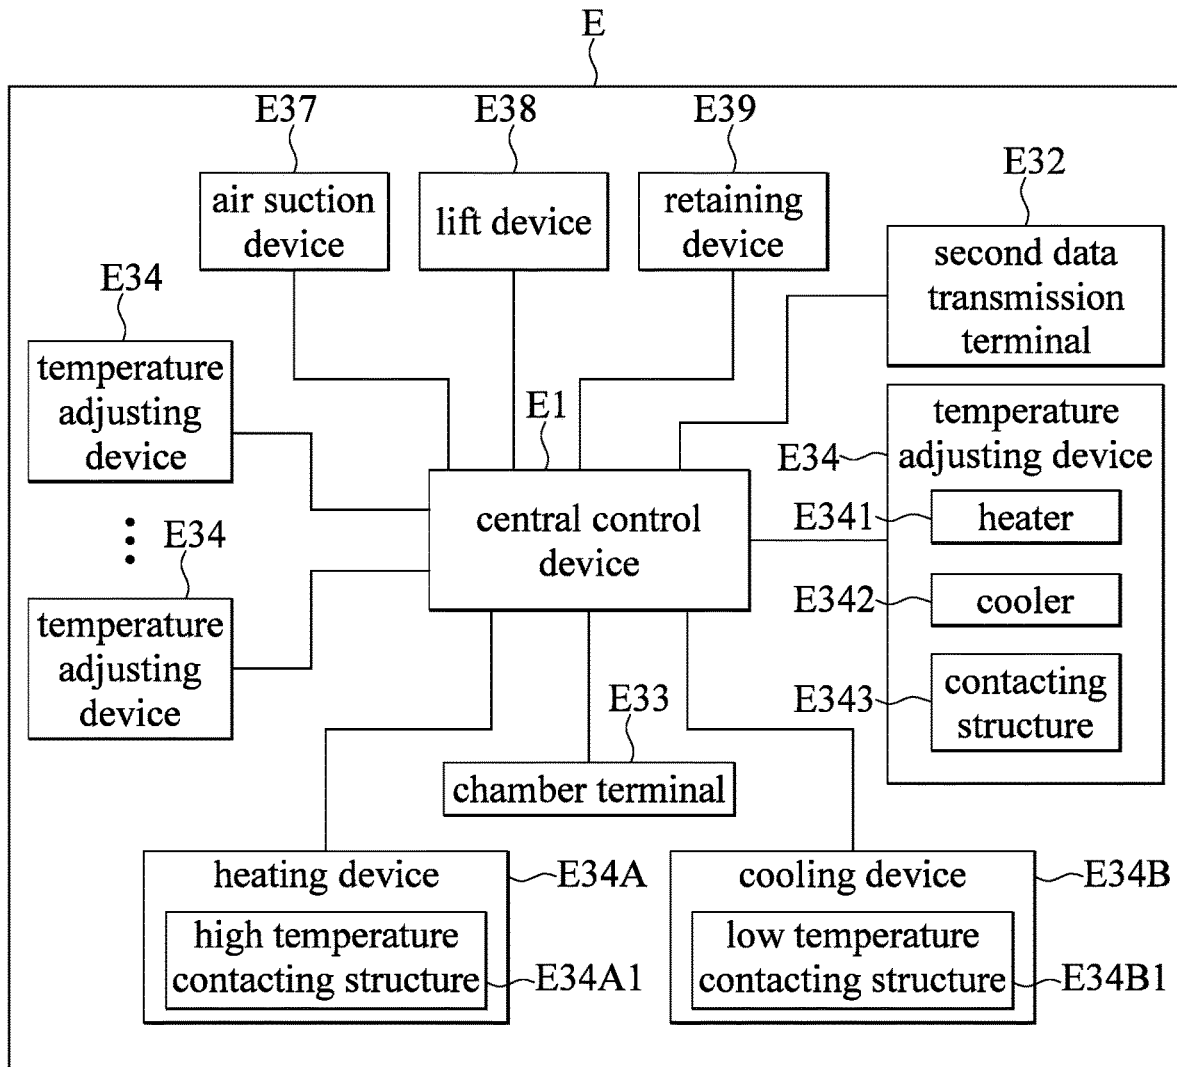 E
E37
E38
E39
E32
air suction
device
lift device
retaining
device
second data
transmission
terminal
E34
temperature
adjusting
device
E1
central control
device
temperature
adjusting device
E34
E341
heater
E342
cooler
E343
contacting
structure
E34
temperature
adjusting
device
E33
chamber terminal
heating device
E34A
high temperature
contacting structure
E34A1
cooling device
E34B
low temperature
contacting structure
E34B1